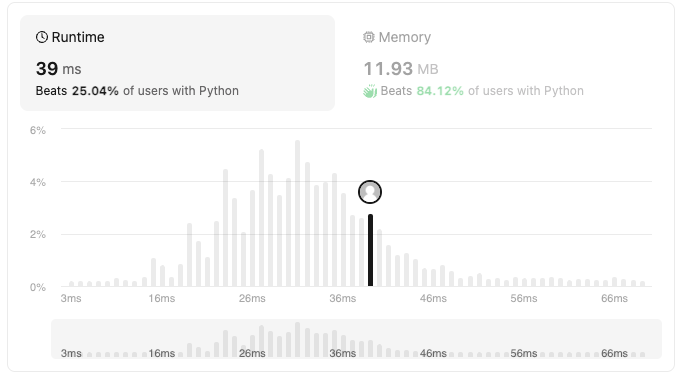 Runtime
39 ms
Beats 25.04% of users with Python
Memory
11.93 MB
Beats 84.12% of users with Python
6%
4%
2%
0%
3ms 16ms 26ms 36ms 46ms 56ms 66ms
3ms 16ms 26ms 36ms 46ms 56ms 66ms